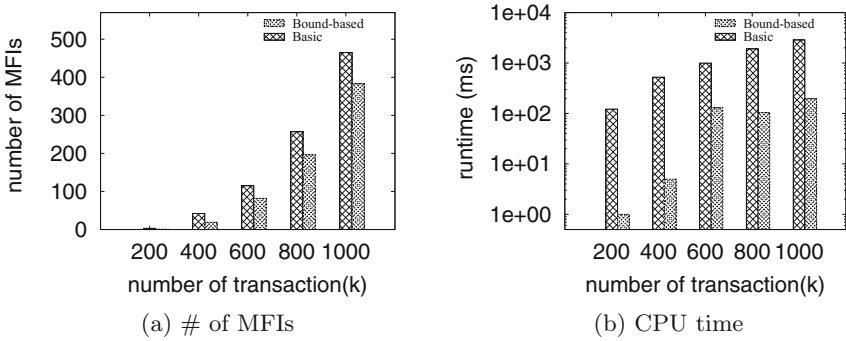 Bound-based
Basic
500
400
300
200
100
0
number of MFIs
200 400 600 800 1000
number of transaction(k)
(a) # of MFIs
Bound-based
Basic
1e+04
1e+03
1e+02
1e+01
1e+00
runtime (ms)
200 400 600 800 1000
number of transaction(k)
(b) CPU time